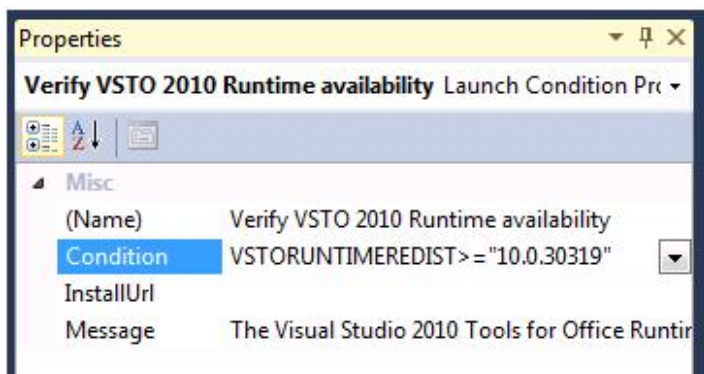 Properties
Verify VSTO 2010 Runtime availability Launch Condition Pr
A
Z
Misc
(Name) Verify VSTO 2010 Runtime availability
Condition VSTORUNTIMEREDIST>="10.0.30319"
InstallUrl
Message The Visual Studio 2010 Tools for Office